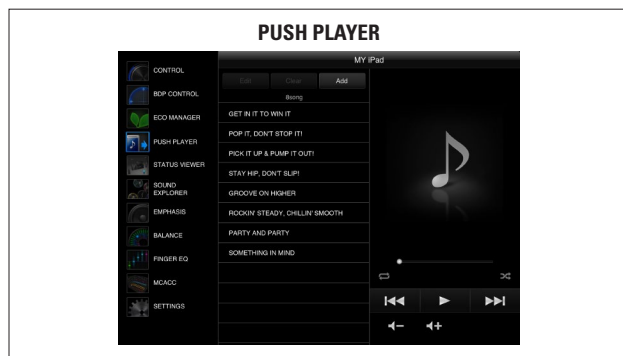 PUSH PLAYER
MY iPad
CONTROL
BDP CONTROL
ECO MANAGER
PUSH PLAYER
STATUS VIEWER
SOUND
EXPLORER
EMPHASIS
BALANCE
FINGER EQ
MCACC
SETTINGS
Edit Clear Add
8song
GET IN IT TO WIN IT
POP IT, DON'T STOP IT!
PICK IT UP & PUMP IT OUT!
STAY HIP, DON'T SLIP!
GROOVE ON HIGHER
ROCKIN' STEADY, CHILLIN' SMOOTH
PARTY AND PARTY
SOMETHING IN MIND